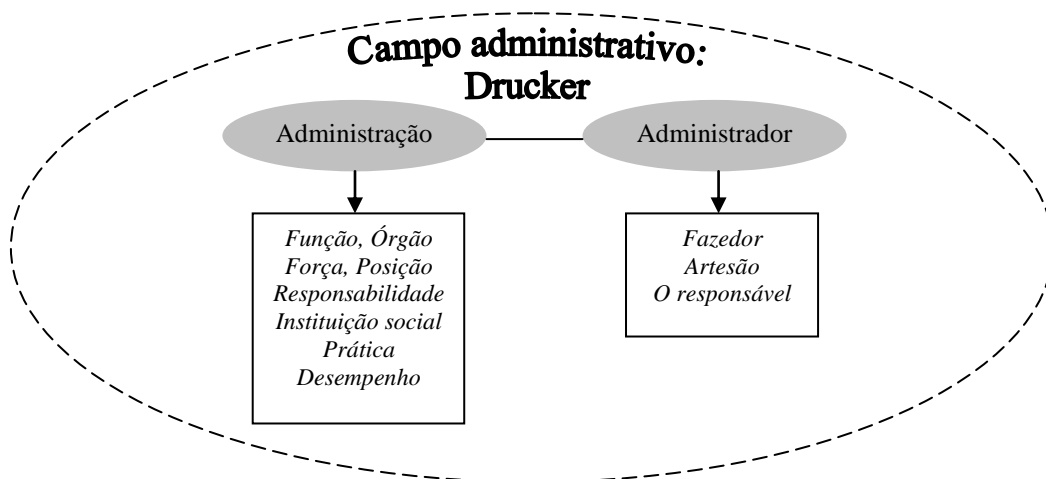 Campo administrativo:
Drucker
Administração
Administrador
Função, Órgão
Força, Posição
Responsabilidade
Instituição social
Prática
Desempenho
Fazedor
Artesão
O responsável